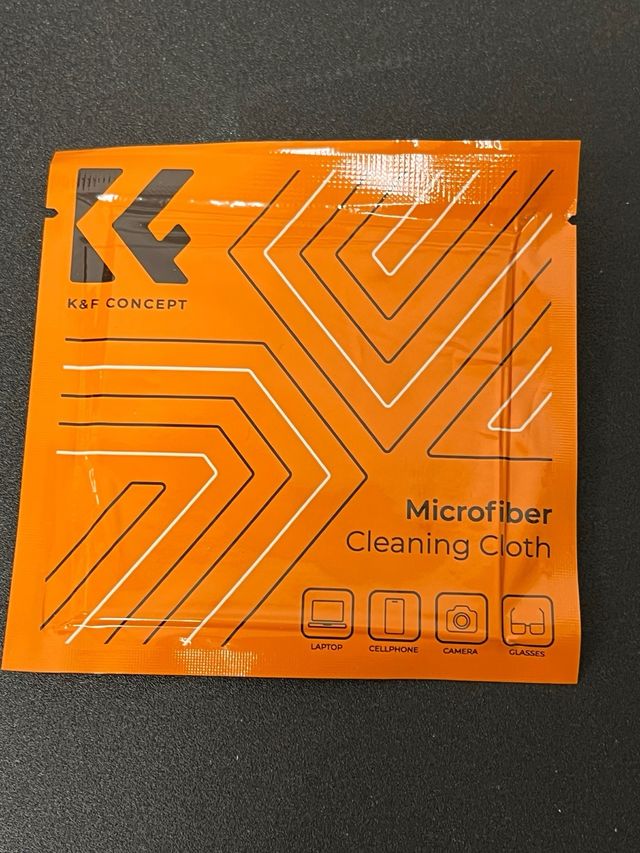 K&F CONCEPT
Microfiber
Cleaning Cloth
LAPTOP CELLPHONE CAMERA GLASSES